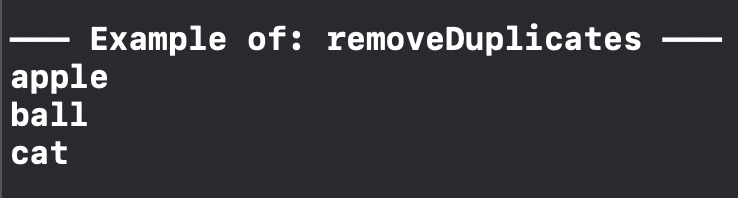 ——— Example of: removeDuplicates ———
apple
ball
cat